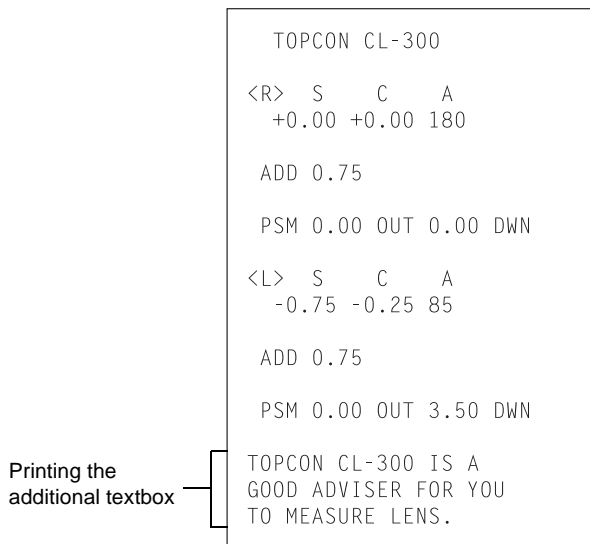 TOPCON CL-300
<R> S C A
+0.00 +0.00 180
ADD 0.75
PSM 0.00 OUT 0.00 DWN
<L> S C A
-0.75 -0.25 85
ADD 0.75
PSM 0.00 OUT 3.50 DWN
TOPCON CL-300 IS A
GOOD ADVISER FOR YOU
TO MEASURE LENS.
Printing the
additional textbox